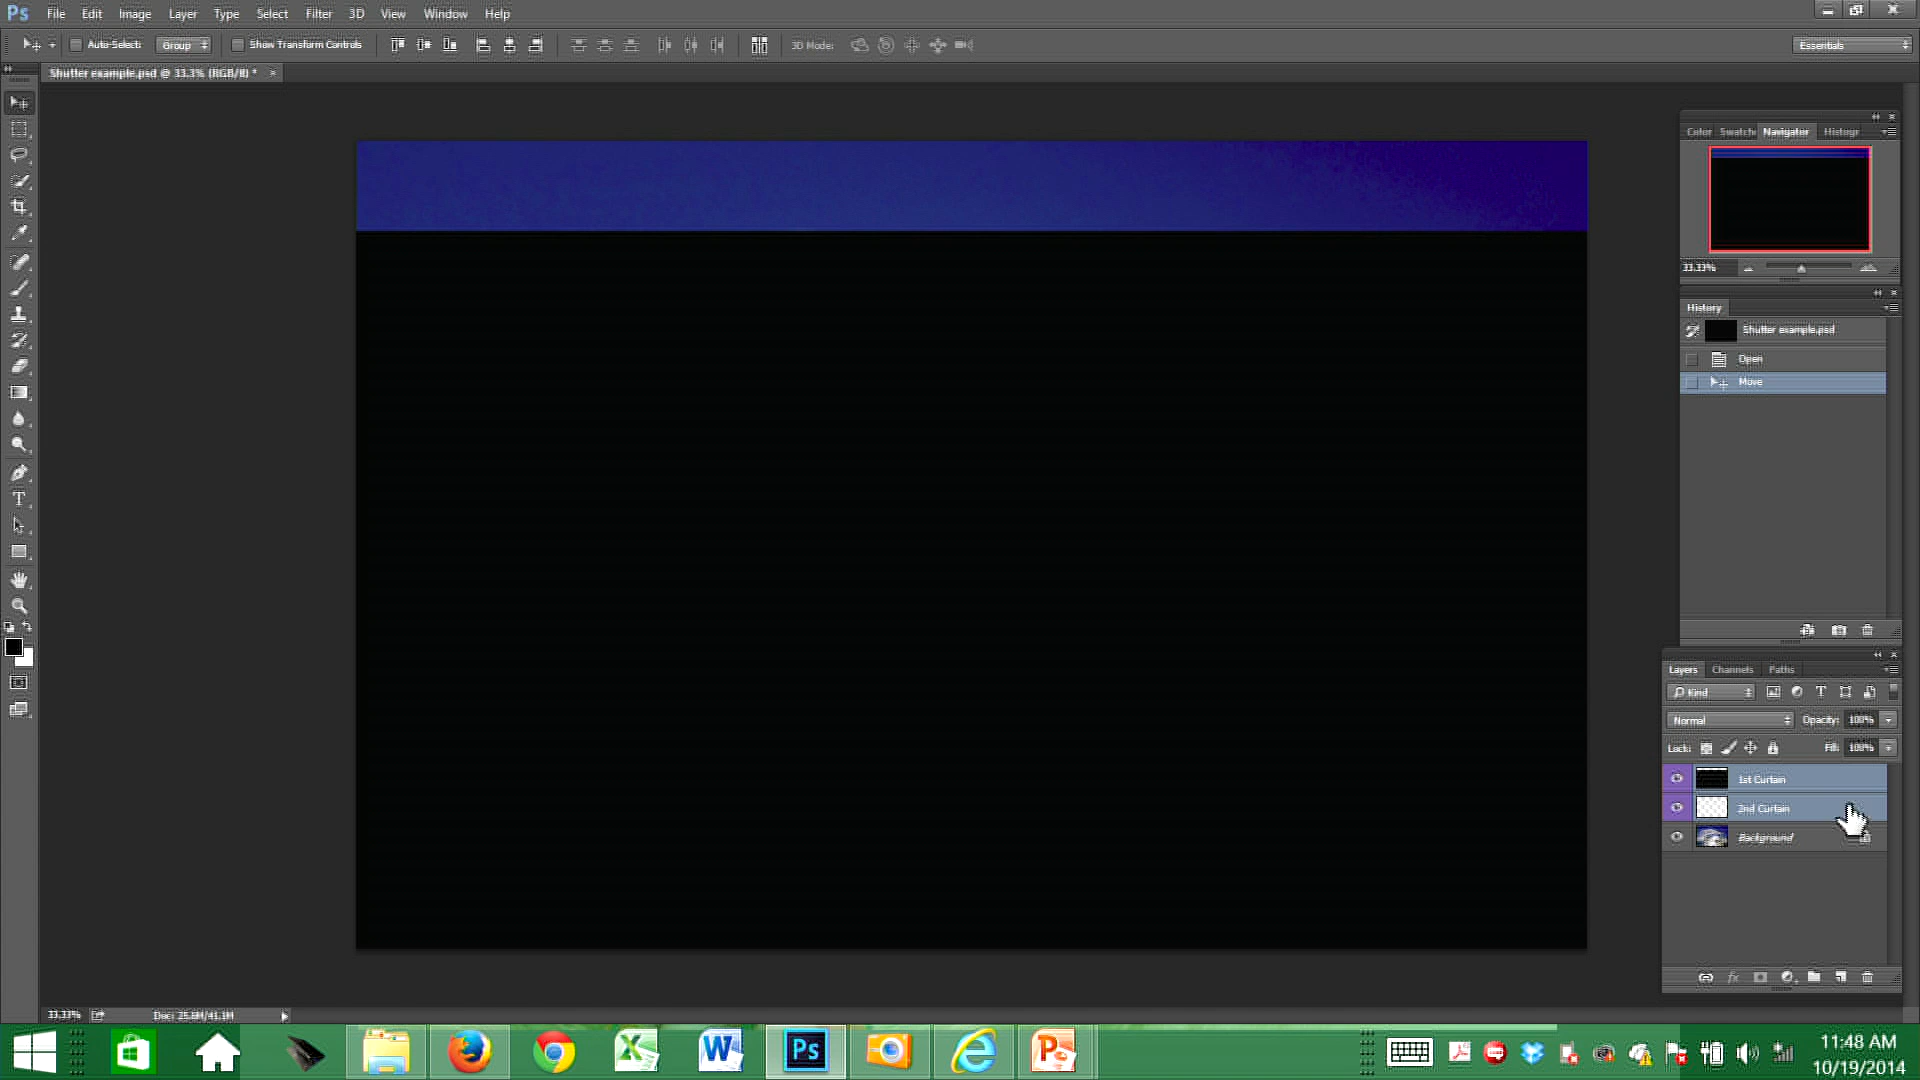 Ps File Edit Image Layer Type Select Filter 3D View Window Help
Auto-Select: Group Show Transform Controls 3D Mode: Essentials
Shutter example.psd @ 33.3% (RGB/8) * ×
Color Swatch Navigator Histogr
33.33%
History
Shutter example.psd
Open
Move
Layers Channels Paths
Kind
Normal Opacity: 100%
Lock: Fill: 100%
1st Curtain
2nd Curtain
Background
33.33% Doc: 25.8M/41.1M
11:48 AM
10/19/2014